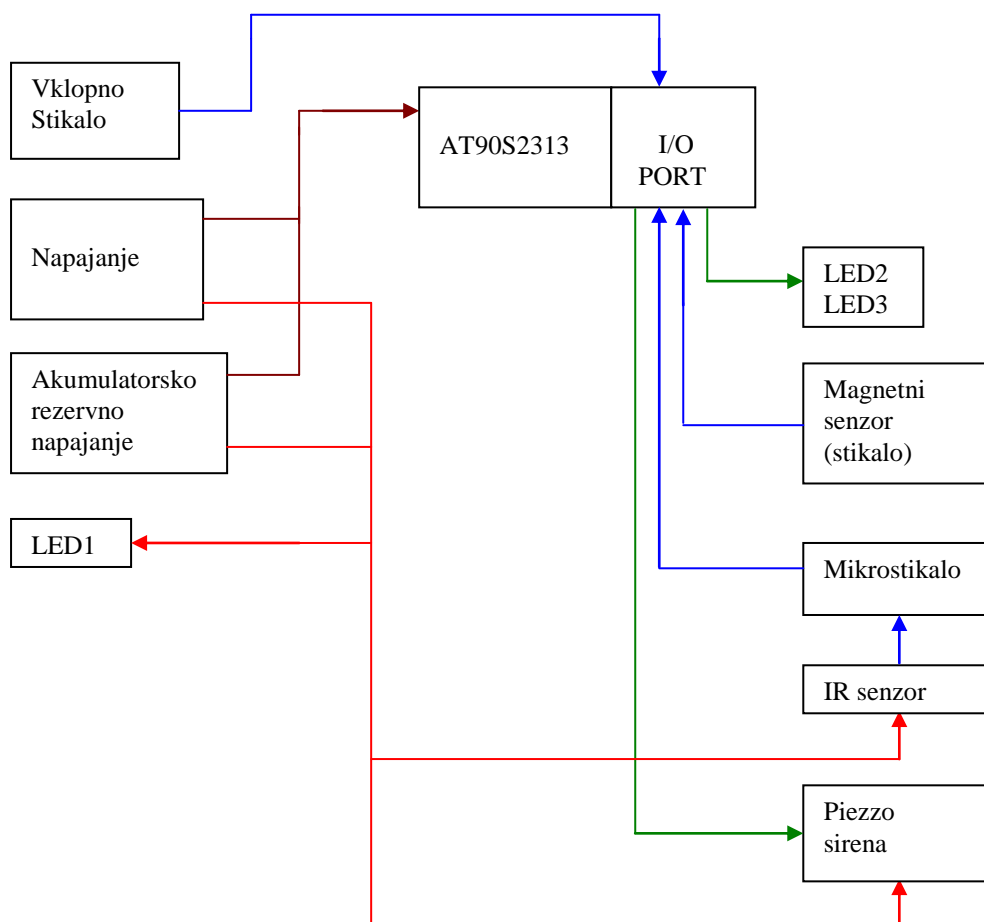 Vklopno
Stikalo
AT90S2313
I/O
PORT
Napajanje
LED2
LED3
Akumulatorsko
rezervno
napajanje
Magnetni
senzor
(stikalo)
LED1
Mikrostikalo
IR senzor
Piezzo
sirena